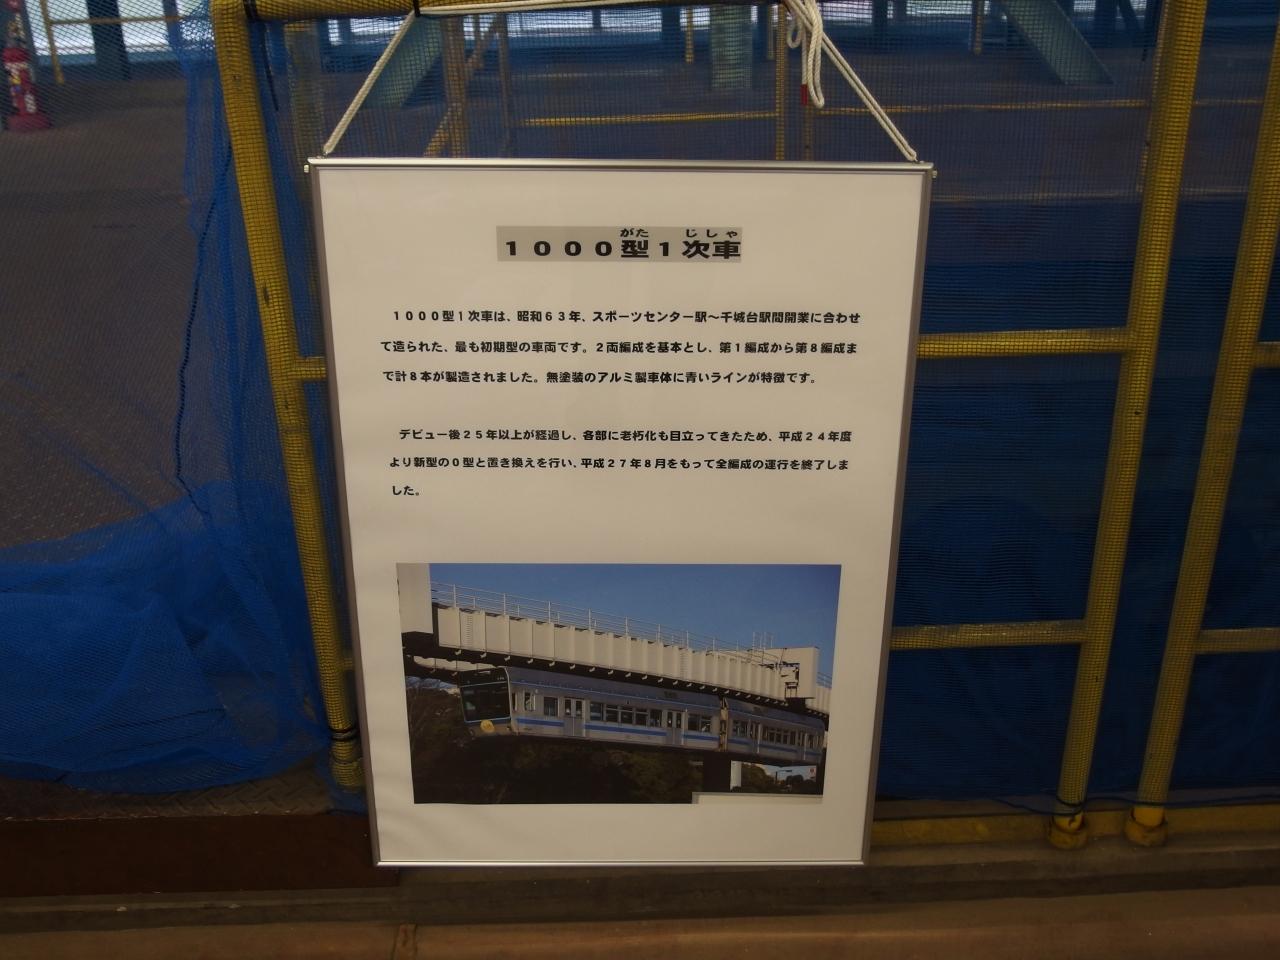 がた じしゃ
1000型1次車
1000型1次車は、昭和63年、スポーツセンター駅～千城台駅間開業に合わせ
て造られた、最も初期型の車両です。2両編成を基本とし、第1編成から第8編成ま
で計8本が製造されました。無塗装のアルミ製車体に青いラインが特徴です。
デビュー後25年以上が経過し、各部に老朽化も目立ってきたため、平成24年度
より新型の0型と置き換えを行い、平成27年8月をもって全編成の運行を終了しま
した。